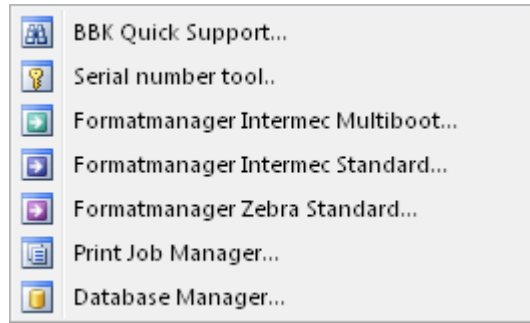 BBK Quick Support...
Serial number tool..
Formatmanager Intermec Multiboot...
Formatmanager Intermec Standard...
Formatmanager Zebra Standard...
Print Job Manager...
Database Manager...